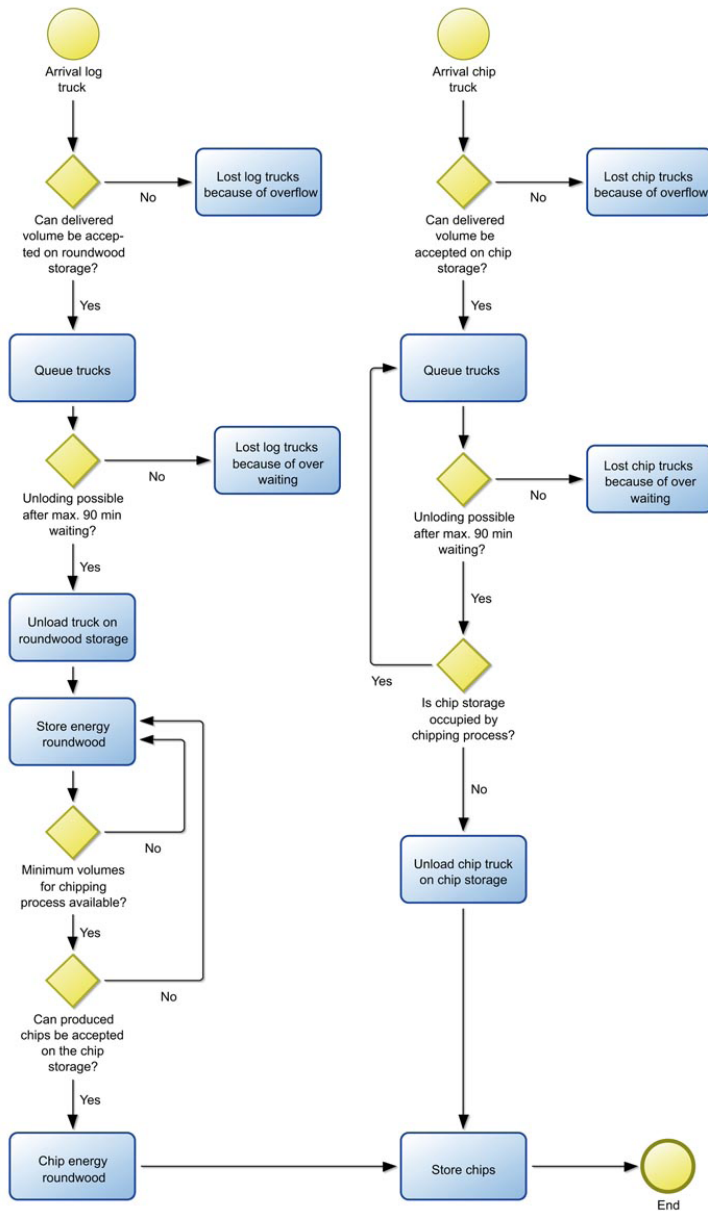 Arrival log
truck
No
Lost log trucks
because of overflow
Can delivered
volume be accep-
ted on roundwood
storage?
Yes
Queue trucks
No
Lost log trucks
because of over
waiting
Unloding possible
after max. 90 min
waiting?
Yes
Unload truck on
roundwood storage
Store energy
roundwood
No
Minimum volumes
for chipping
process available?
Yes
No
Can produced
chips be accepted
on the chip
storage?
Yes
Chip energy
roundwood
Arrival chip
truck
No
Lost chip trucks
because of overflow
Can delivered
volume be
accepted on chip
storage?
Yes
Queue trucks
No
Lost chip trucks
because of over
waiting
Unloding possible
after max. 90 min
waiting?
Yes
Yes
Is chip storage
occupied by
chipping process?
No
Unload chip truck
on chip storage
Store chips
End